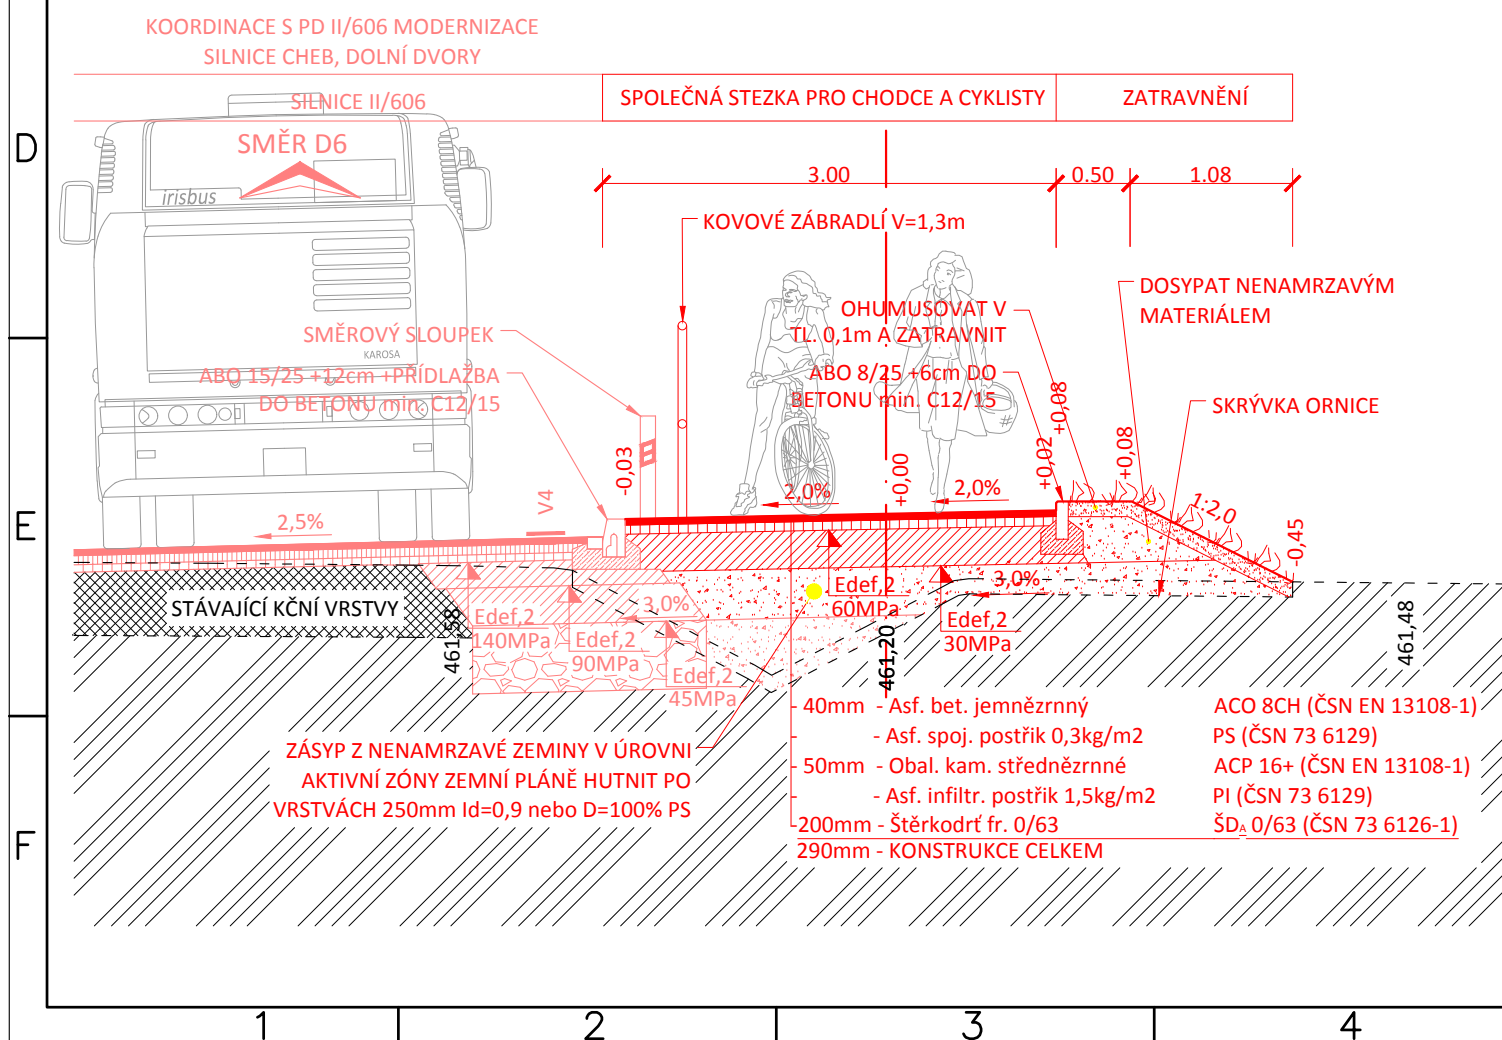 KOORDINACE S PD II/606 MODERNIZACE
SILNICE CHEB, DOLNÍ DVORY
SILNICE II/606
SPOLEČNÁ STEZKA PRO CHODCE A CYKLISTY
ZATRAVNĚNÍ
D
SMĚR D6
irisbus
3.00
0.50
1.08
KOVOVÉ ZÁBRADLÍ V=1,3m
DOSYPAT NENAMRZAVÝM
MATERIÁLEM
OHUMUSOVAT V
TL. 0,1m A ZATRAVNIT
SMĚROVÝ SLOUPEK
KAROSA
ABO 15/25 +12cm +PŘÍDLAŽBA
DO BETONU min. C12/15
ABO 8/25 +6cm DO
BETONU min. C12/15
SKRÝVKA ORNICE
-0,03
+0,00
+0,02
+0,08
+0,08
1:2,0
-0,45
E
V4
2,5%
2,0%
2,0%
3,0%
3,0%
STÁVAJÍCÍ KČNÍ VRSTVY
461,58
461,20
461,48
Edef,2
140MPa
Edef,2
90MPa
Edef,2
45MPa
Edef,2
60MPa
Edef,2
30MPa
ZÁSYP Z NENAMRZAVÉ ZEMINY V ÚROVNI
AKTIVNÍ ZÓNY ZEMNÍ PLÁNĚ HUTNIT PO
VRSTVÁCH 250mm Id=0,9 nebo D=100% PS
40mm - Asf. bet. jemnězrnný ACO 8CH (ČSN EN 13108-1)
- Asf. spoj. postřik 0,3kg/m2 PS (ČSN 73 6129)
50mm - Obal. kam. střednězrnné ACP 16+ (ČSN EN 13108-1)
- Asf. infiltr. postřik 1,5kg/m2 PI (ČSN 73 6129)
200mm - Štěrkodrť fr. 0/63 ŠDA 0/63 (ČSN 73 6126-1)
290mm - KONSTRUKCE CELKEM
F
1
2
3
4